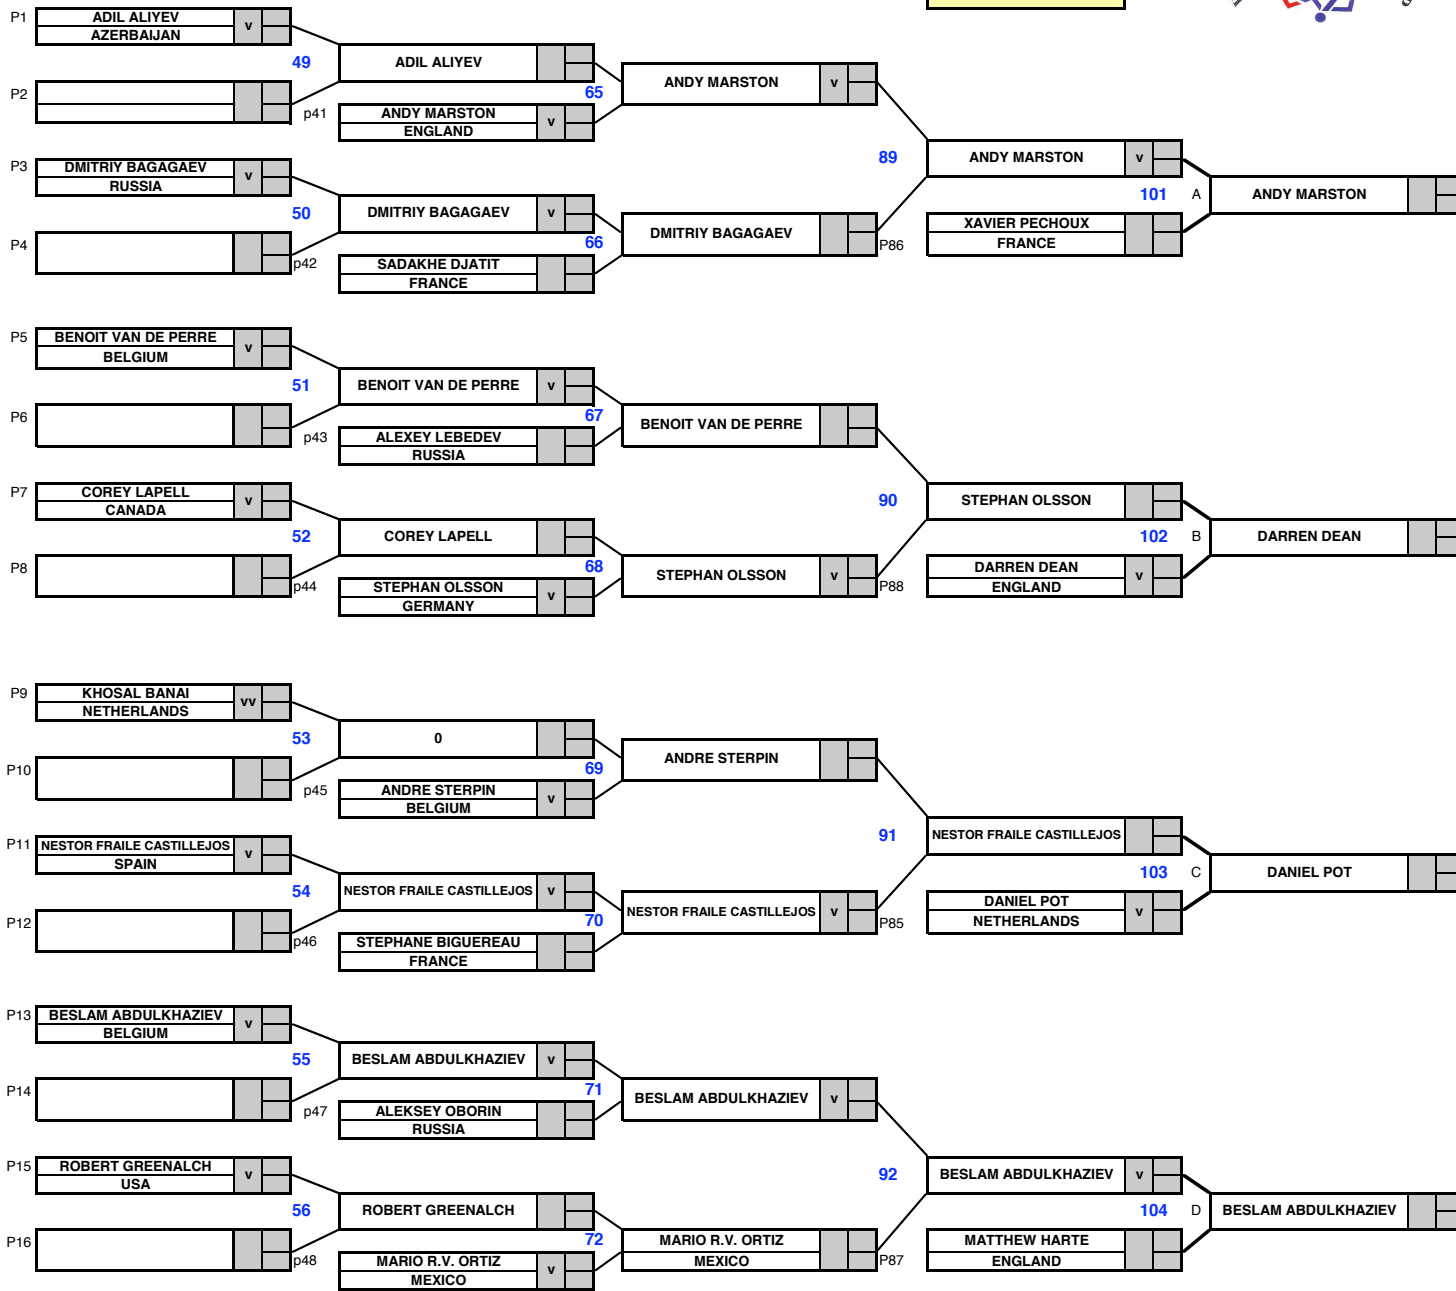 P1
ADIL ALIYEV
v
AZERBAIJAN
49
ADIL ALIYEV
P2
p41
65
ANDY MARSTON
v
ANDY MARSTON
v
ENGLAND
P3
DMITRIY BAGAGAEV
v
RUSSIA
89
ANDY MARSTON
v
50
DMITRIY BAGAGAEV
v
101
A
ANDY MARSTON
P4
p42
66
DMITRIY BAGAGAEV
P86
XAVIER PECHOUX
FRANCE
SADAKHE DJATIT
FRANCE
P5
BENOIT VAN DE PERRE
v
BELGIUM
51
BENOIT VAN DE PERRE
v
P6
p43
67
BENOIT VAN DE PERRE
ALEXEY LEBEDEV
RUSSIA
P7
COREY LAPELL
v
CANADA
90
STEPHAN OLSSON
52
COREY LAPELL
102
B
DARREN DEAN
P8
p44
68
STEPHAN OLSSON
v
P88
DARREN DEAN
v
ENGLAND
STEPHAN OLSSON
v
GERMANY
P9
KHOSAL BANAI
vv
NETHERLANDS
53
0
P10
p45
69
ANDRE STERPIN
ANDRE STERPIN
v
BELGIUM
P11
NESTOR FRAILE CASTILLEJOS
v
SPAIN
91
NESTOR FRAILE CASTILLEJOS
54
NESTOR FRAILE CASTILLEJOS
v
103
C
DANIEL POT
P12
p46
70
NESTOR FRAILE CASTILLEJOS
v
P85
DANIEL POT
v
NETHERLANDS
STEPHANE BIGUEREAU
FRANCE
P13
BESLAM ABDULKHAZIEV
v
BELGIUM
55
BESLAM ABDULKHAZIEV
v
P14
p47
71
BESLAM ABDULKHAZIEV
v
ALEKSEY OBORIN
RUSSIA
P15
ROBERT GREENALCH
v
USA
92
BESLAM ABDULKHAZIEV
v
56
ROBERT GREENALCH
104
D
BESLAM ABDULKHAZIEV
P16
p48
72
MARIO R.V. ORTIZ
MEXICO
P87
MATTHEW HARTE
ENGLAND
MARIO R.V. ORTIZ
v
MEXICO